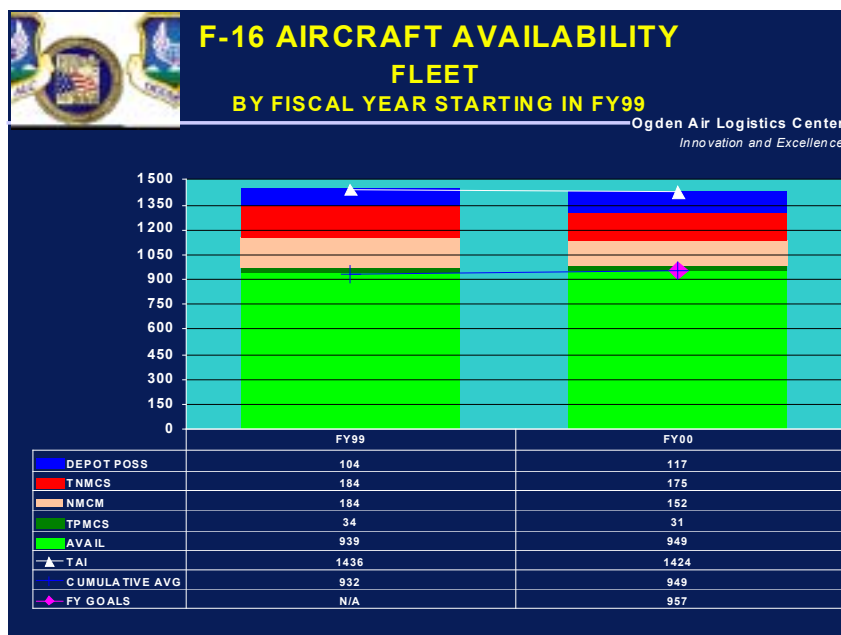 F-16 AIRCRAFT AVAILABILITY
FLEET
BY FISCAL YEAR STARTING IN FY99
Ogden Air Logistics Center
Innovation and Excellence
1500
1350
1200
1050
900
750
600
450
300
150
0
FY99 FY00
DEPOT POSS 104 117
TNMCS 184 175
NMCM 184 152
TPMCS 34 31
AVAIL 939 949
TAI 1436 1424
CUMULATIVE AVG 932 949
FY GOALS N/A 957